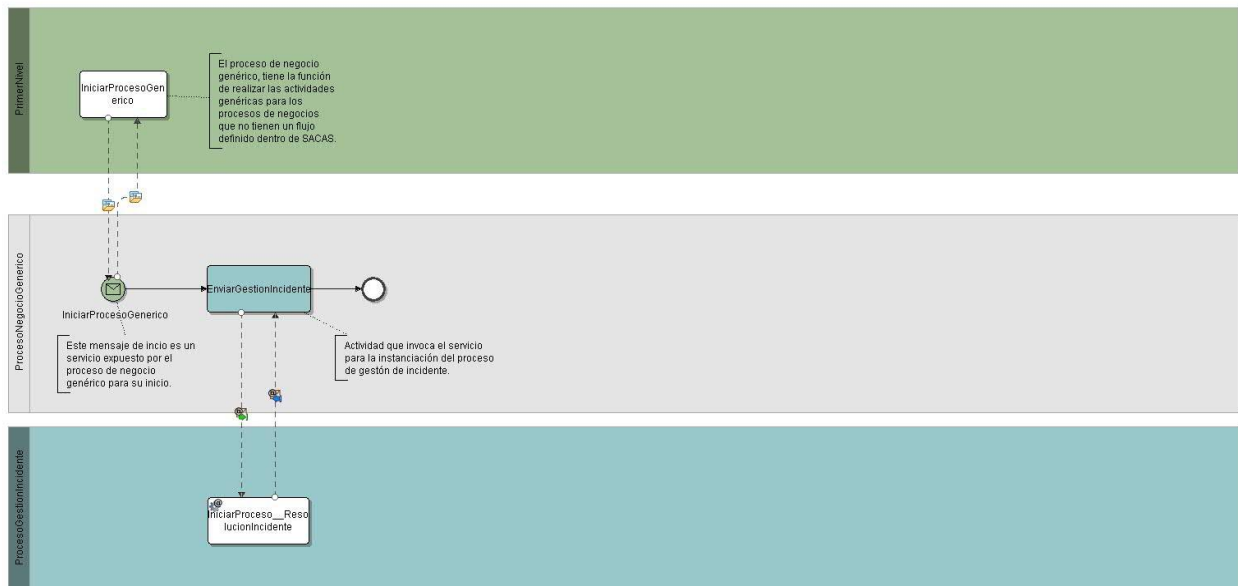 PrimerNivel
IniciarProcesoGen
erico
El proceso de negocio
genérico, tiene la función
de realizar las actividades
genéricas para los
procesos de negocios
que no tienen un flujo
definido dentro de SACAS.
ProcesoNegocioGenerico
IniciarProcesoGenerico
Este mensaje de incio es un
servicio expuesto por el
proceso de negocio
genérico para su inicio.
EnviarGestionIncidente
Actividad que invoca el servicio
para la instanciación del proceso
de gestón de incidente.
ProcesoGestionIncidente
IniciarProceso__Reso
lucionIncidente